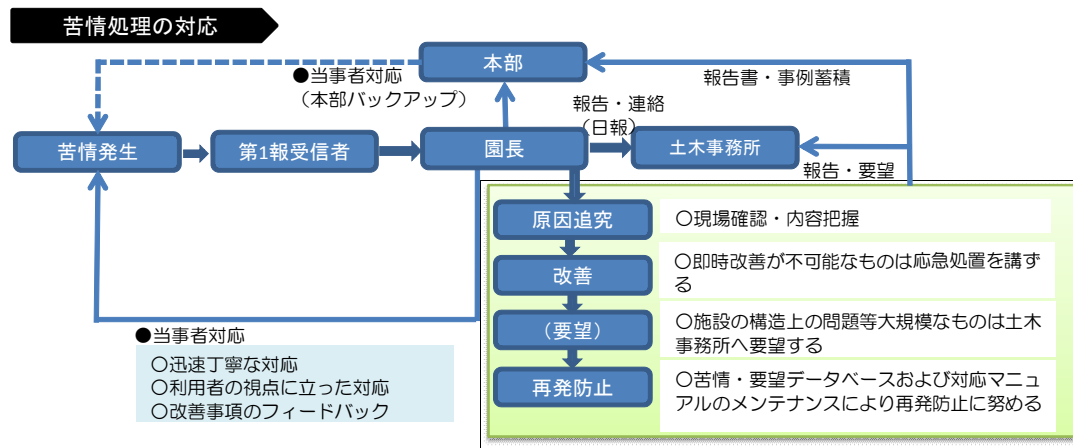 苦情処理の対応
本部
●当事者対応
（本部バックアップ）
報告書・事例蓄積
報告・連絡
（日報）
苦情発生
第1報受信者
園長
土木事務所
報告・要望
原因追究
〇現場確認・内容把握
改善
〇即時改善が不可能なものは応急処置を講ず
る
（要望）
〇施設の構造上の問題等大規模なものは土木
事務所へ要望する
再発防止
〇苦情・要望データベースおよび対応マニュ
アルのメンテナンスにより再発防止に努める
●当事者対応
〇迅速丁寧な対応
〇利用者の視点に立った対応
〇改善事項のフィードバック